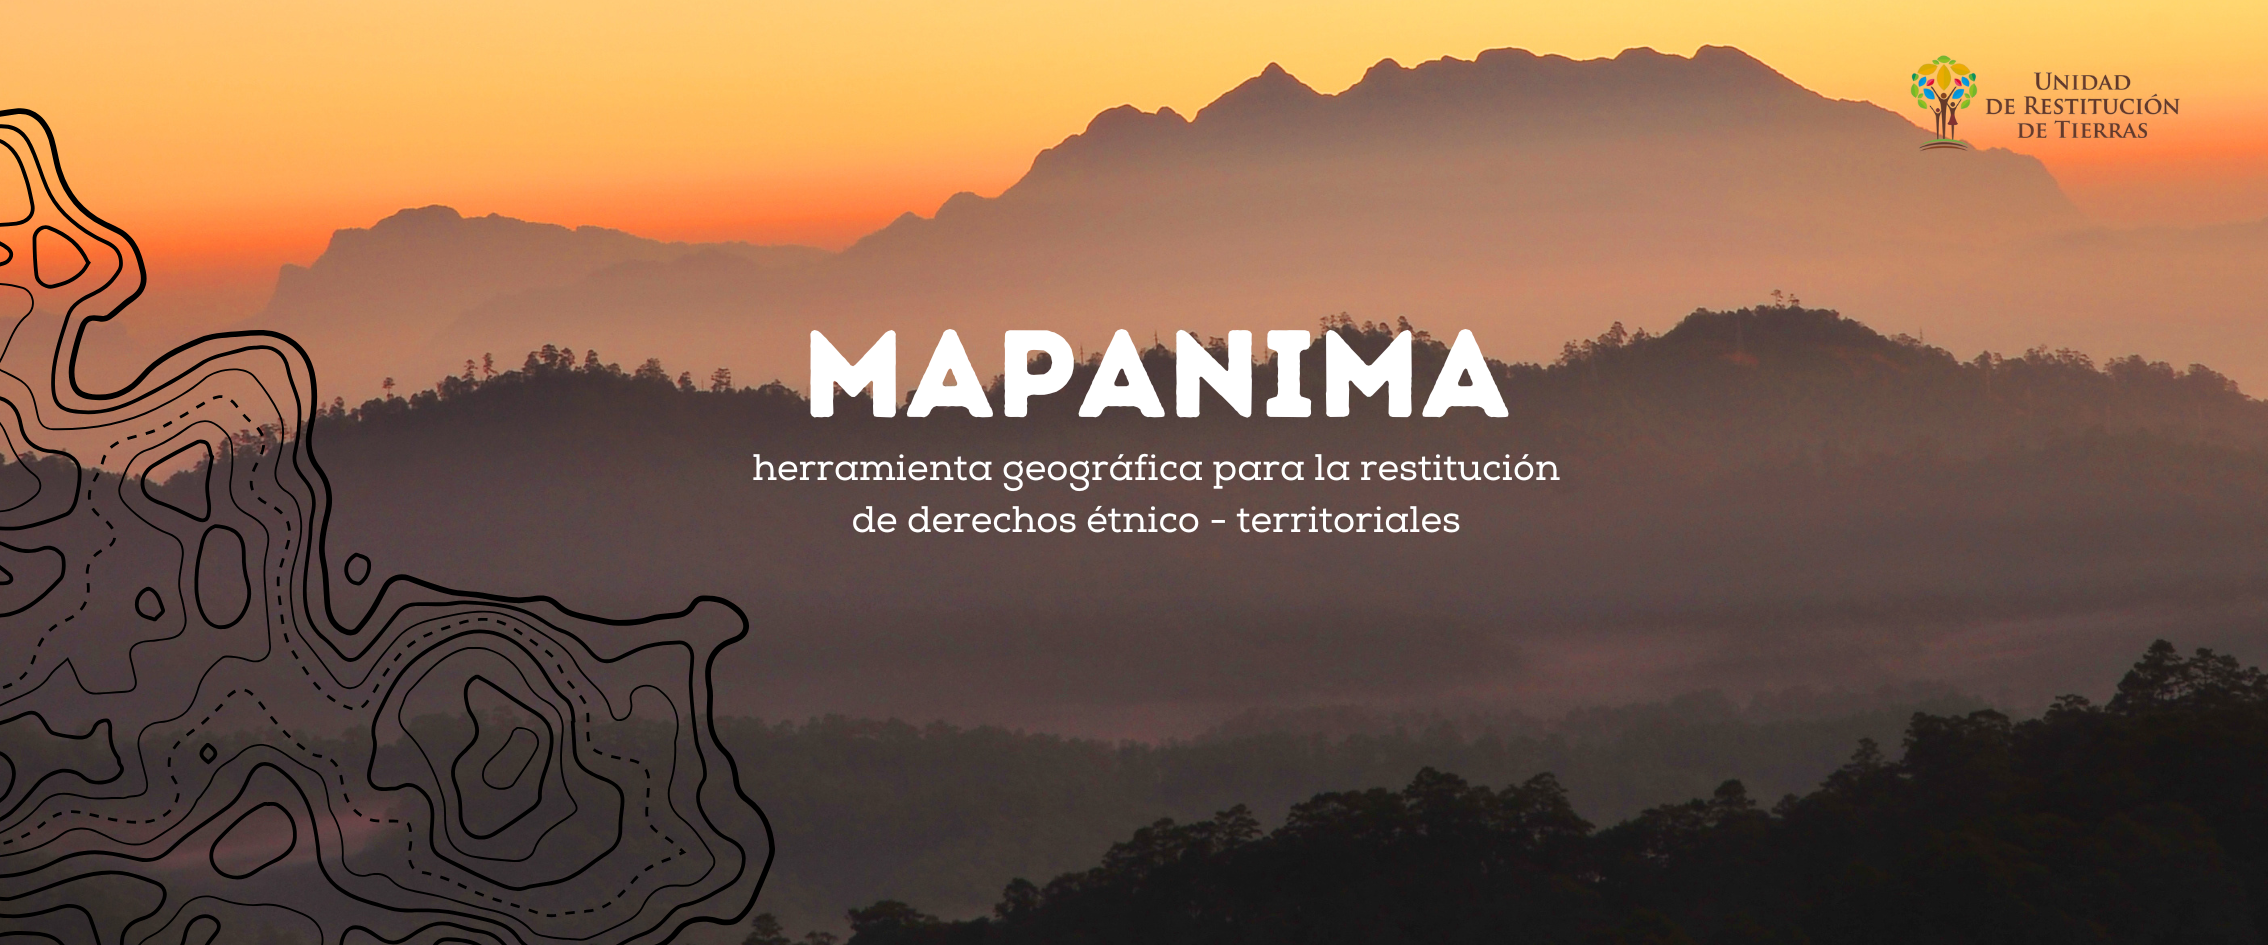 UNIDAD
DE RESTITUCIÓN
DE TIERRAS
MAPANIMA
herramienta geográfica para la restitución
de derechos étnico - territoriales